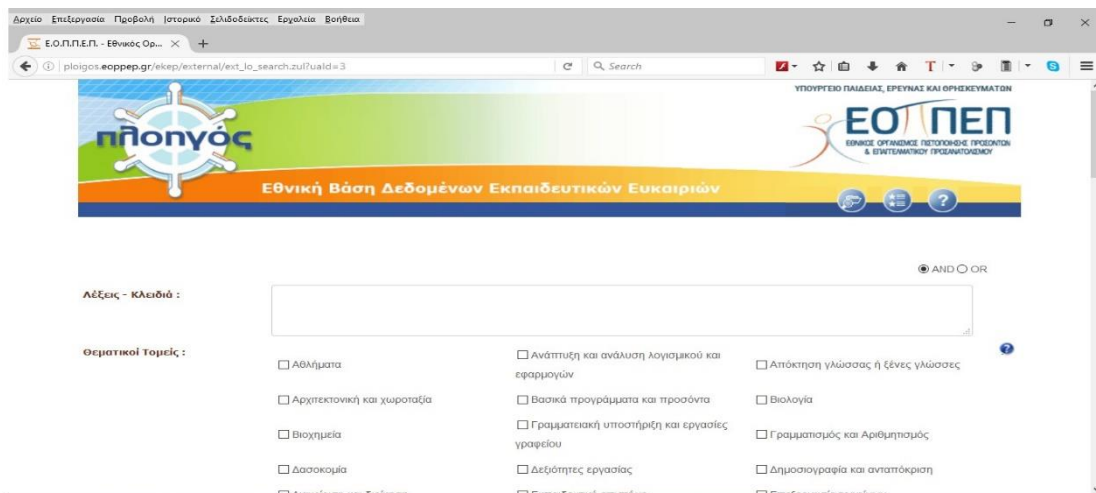 Αρχείο Επεξεργασία Προβολή Ιστορικό Σελιδοδείκτες Εργαλεία Βοήθεια
Ε.Ο.Π.Π.Ε.Π. - Εθνικός Ορ...
ploigos.eoppep.gr/ekep/external/ext_lo_search.zul?uaId=3
Search
ΥΠΟΥΡΓΕΙΟ ΠΑΙΔΕΙΑΣ, ΕΡΕΥΝΑΣ ΚΑΙ ΘΡΗΣΚΕΥΜΑΤΩΝ
πλοηγός
ΕΟΠΠΕΠ
ΕΘΝΙΚΟΣ ΟΡΓΑΝΙΣΜΟΣ ΠΙΣΤΟΠΟΙΗΣΗΣ ΠΡΟΣΟΝΤΩΝ
& ΕΠΑΓΓΕΛΜΑΤΙΚΟΥ ΠΡΟΣΑΝΑΤΟΛΙΣΜΟΥ
Εθνική Βάση Δεδομένων Εκπαιδευτικών Ευκαιριών
AND OR
Λέξεις - Κλειδιά :
Θεματικοί Τομείς :
Αθλήματα
Ανάπτυξη και ανάλυση λογισμικού και
εφαρμογών
Απόκτηση γλώσσας ή ξένες γλώσσες
Αρχιτεκτονική και χωροταξία
Βασικά προγράμματα και προσόντα
Βιολογία
Βιοχημεία
Γραμματειακή υποστήριξη και εργασίες
γραφείου
Γραμματισμός και Αριθμητισμός
Δασοκομία
Δεξιότητες εργασίας
Δημοσιογραφία και ανταπόκριση